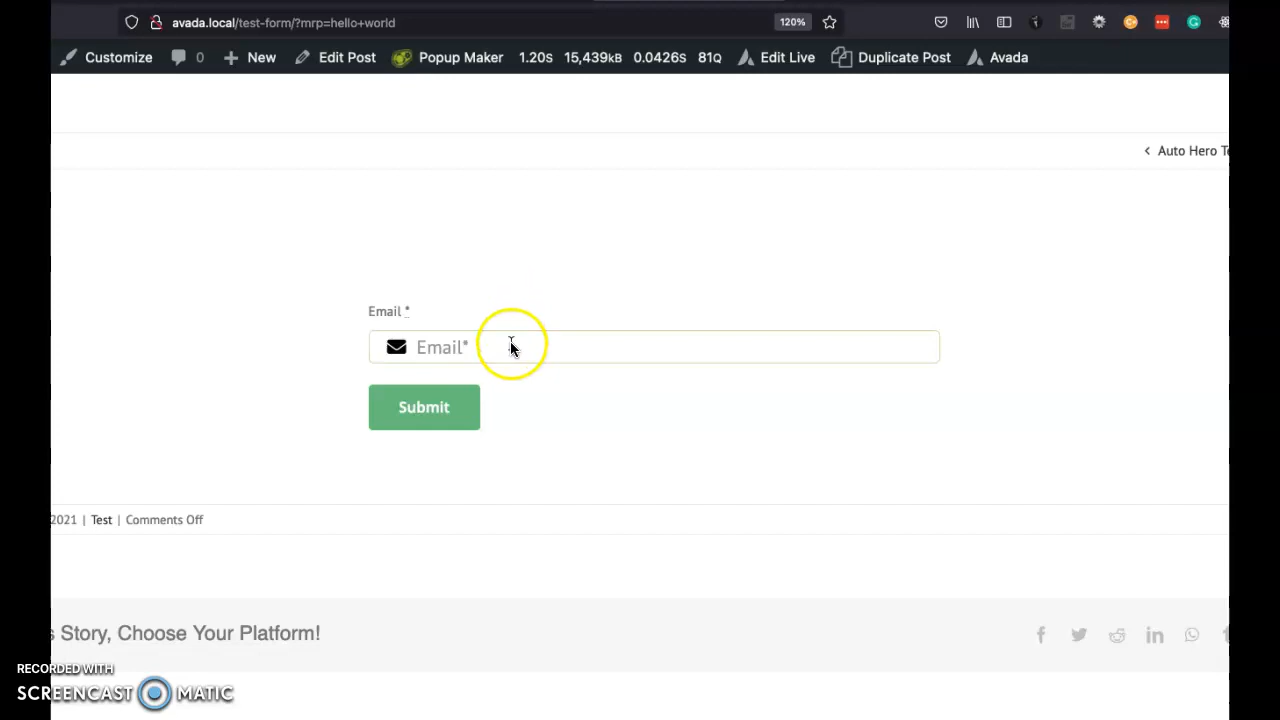 avada.local/test-form/?mrp=hello+world 120%
Customize 0 New Edit Post Popup Maker 1.20S 15,439KB 0.0426S 81Q Edit Live Duplicate Post Avada
Auto Hero Te
Email *
Email*
Submit
2021 | Test | Comments Off
s Story, Choose Your Platform!
RECORDED WITH
SCREENCAST MATIC